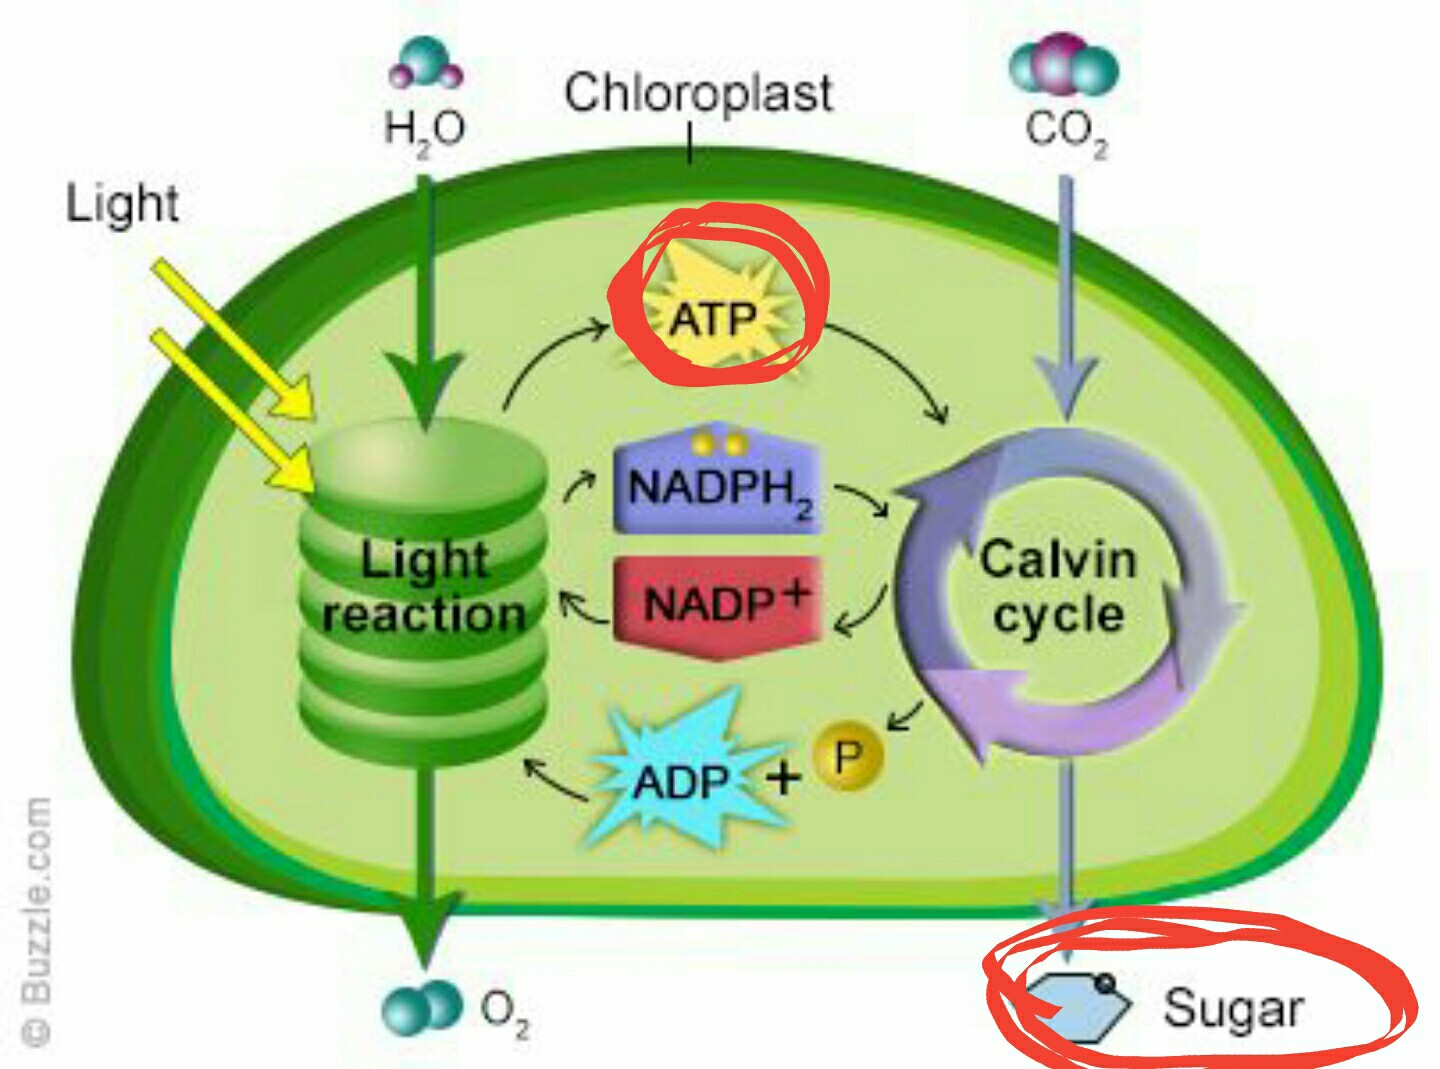 H₂O
Chloroplast
CO₂
Light
ATP
NADPH₂
Light
reaction
NADP+
Calvin
cycle
ADP + P
O₂
Sugar
© Buzzle.com